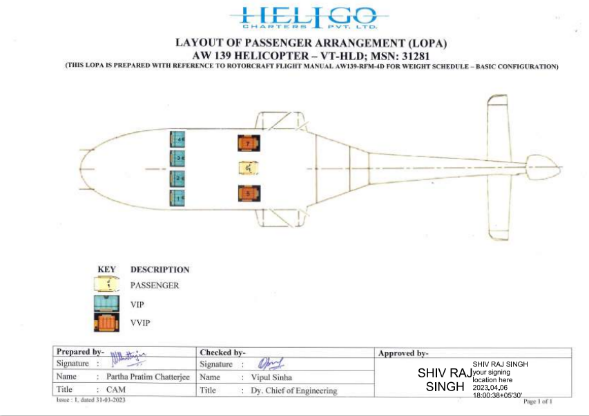 HELIGO
CHARTERS PVT. LTD.
LAYOUT OF PASSENGER ARRANGEMENT (LOPA)
AW 139 HELICOPTER – VT-HLD; MSN: 31281
(THIS LOPA IS PREPARED WITH REFERENCE TO ROTORCRAFT FLIGHT MANUAL AW139-RFM-4D FOR WEIGHT SCHEDULE – BASIC CONFIGURATION)
7
6
5
KEY DESCRIPTION
PASSENGER
VIP
VVIP
Prepared by- Checked by- Approved by-
Signature : Signature :
Name : Partha Pratim Chatterjee Name : Vipul Sinha
Title : CAM Title : Dy. Chief of Engineering
SHIV RAJ SINGH
SHIV RAJ SINGH
your signing
location here
2023.04.06
18:00:38+05'30'
Issue : 1, dated 31-03-2023 Page 1 of 1